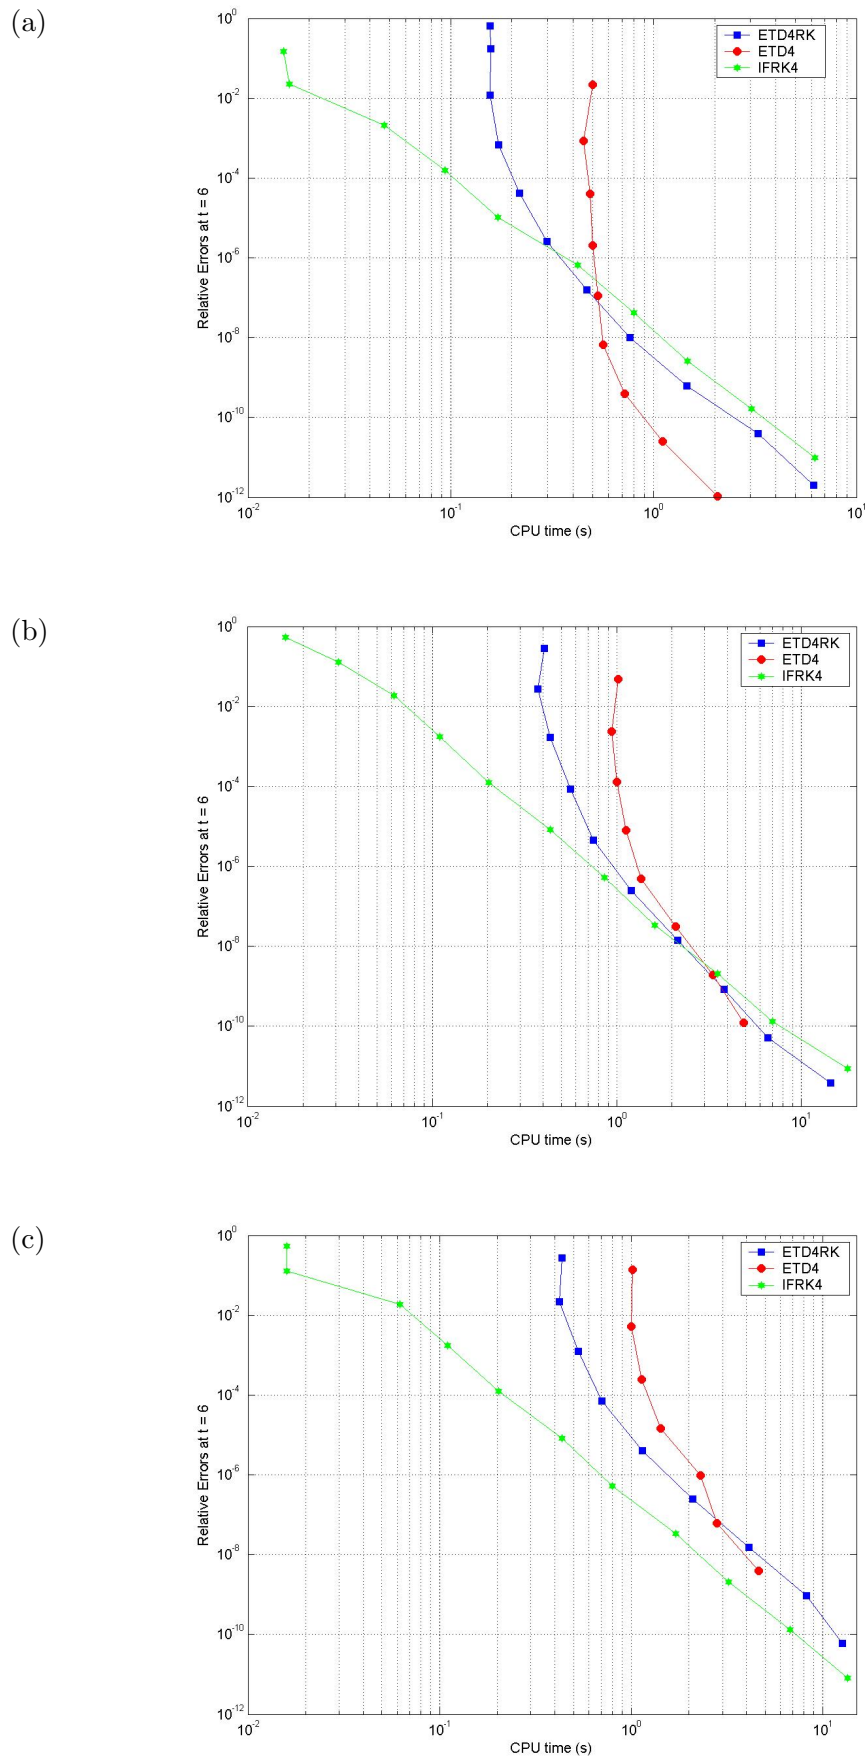 (a)
10^0
10^-2
10^-4
10^-6
10^-8
10^-10
10^-12
Relative Errors at t = 6
ETD4RK
ETD4
IFRK4
10^-2
10^-1
10^0
10^1
CPU time (s)
(b)
10^0
10^-2
10^-4
10^-6
10^-8
10^-10
10^-12
Relative Errors at t = 6
ETD4RK
ETD4
IFRK4
10^-2
10^-1
10^0
10^1
CPU time (s)
(c)
10^0
10^-2
10^-4
10^-6
10^-8
10^-10
10^-12
Relative Errors at t = 6
ETD4RK
ETD4
IFRK4
10^-2
10^-1
10^0
10^1
CPU time (s)